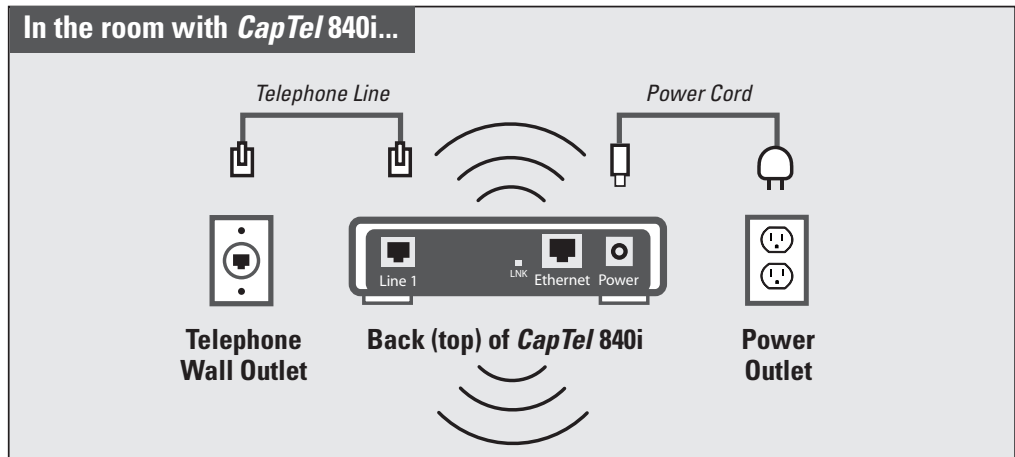 In the room with CapTel 840i...
Telephone Line
Power Cord
Line 1
LNK
Ethernet
Power
Telephone
Wall Outlet
Back (top) of CapTel 840i
Power
Outlet